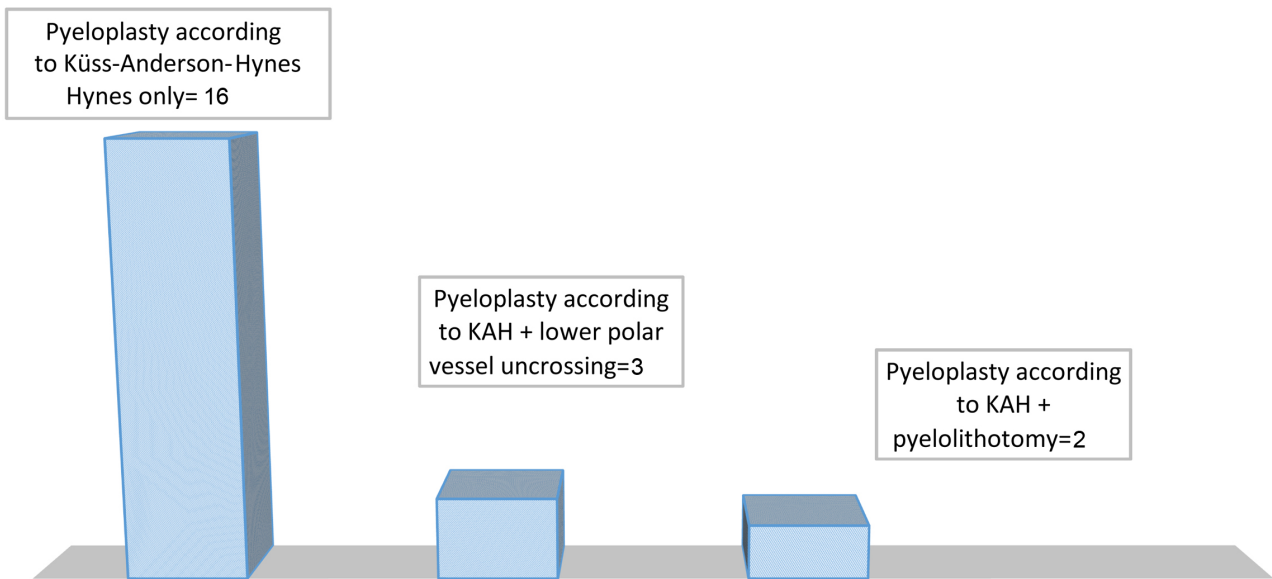 Pyeloplasty according
to Küss-Anderson-Hynes
Hynes only= 16
Pyeloplasty according
to KAH + lower polar
vessel uncrossing=3
Pyeloplasty according
to KAH +
pyelolithotomy=2